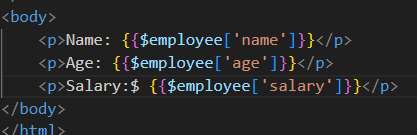 <body>
<p>Name: {{$employee['name']}}</p>
<p>Age: {{$employee['age']}}</p>
<p>Salary:$ {{$employee['salary']}}</p>
</body>
</html>